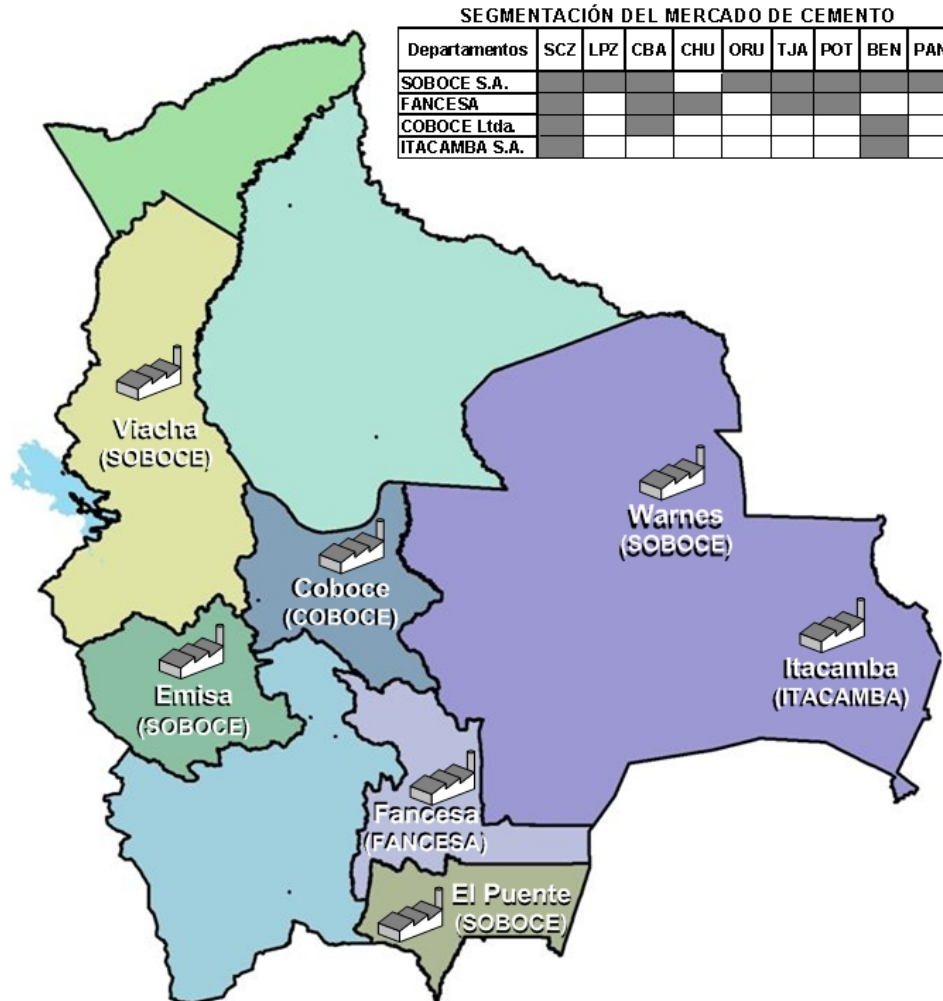 SEGMENTACIÓN DEL MERCADO DE CEMENTO
Departamentos SCZ LPZ CBA CHU ORU TJA POT BEN PAN
SOBOCE S.A.
FANCESA
COBOCE Ltda.
ITACAMBA S.A.
Viacha
(SOBOCE)
Warnes
(SOBOCE)
Coboce
(COBOCE)
Itacamba
(ITACAMBA)
Emisa
(SOBOCE)
Fancesa
(FANCESA)
El Puente
(SOBOCE)